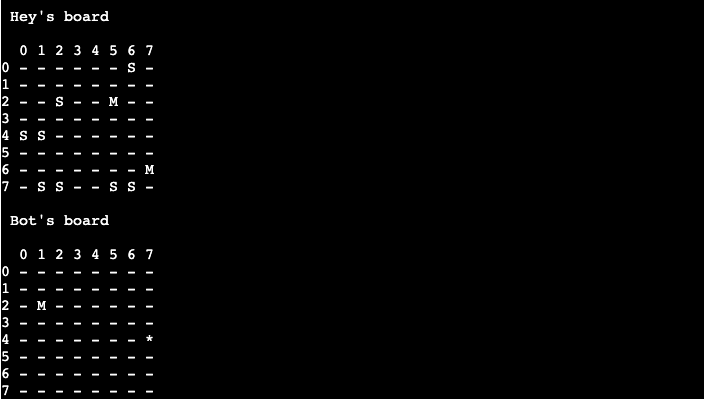 Hey's board
0 1 2 3 4 5 6 7
0 - - - - - - S -
1 - - - - - - - -
2 - - S - - M - -
3 - - - - - - - -
4 S S - - - - - -
5 - - - - - - - -
6 - - - - - - - M
7 - S S - - S S -
Bot's board
0 1 2 3 4 5 6 7
0 - - - - - - - -
1 - - - - - - - -
2 - M - - - - - -
3 - - - - - - - -
4 - - - - - - - *
5 - - - - - - - -
6 - - - - - - - -
7 - - - - - - - -